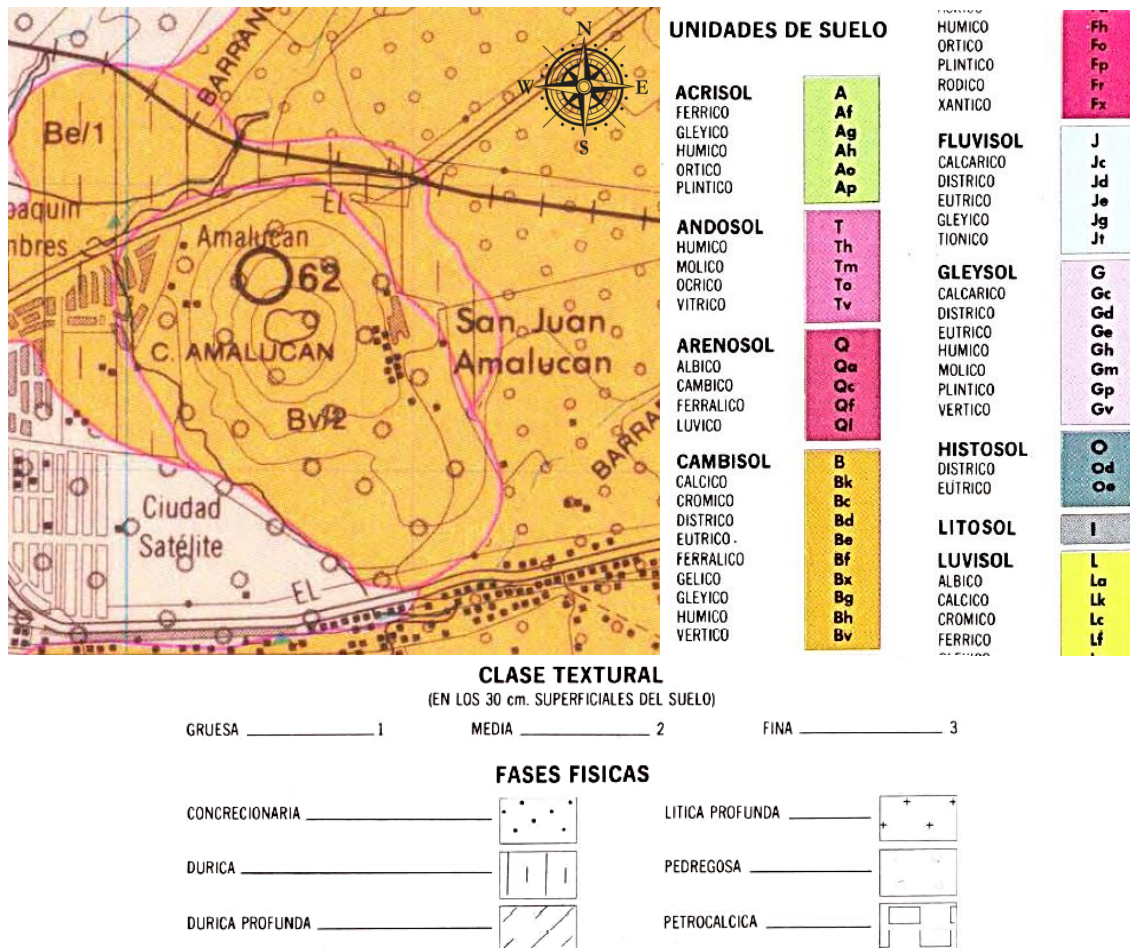 BARRANC
N
W
E
S
Be/1
EL
oaquin
mbres
Amalucan
62
San Juan
Amalucan
C. AMALUCAN
Bv/2
BARRA
Ciudad
Satélite
EL
UNIDADES DE SUELO
ACRISOL A
FERRICO Af
GLEYICO Ag
HUMICO Ah
ORTICO Ao
PLINTICO Ap
ANDOSOL T
HUMICO Th
MOLICO Tm
OCRICO To
VITRICO Tv
ARENOSOL Q
ALBICO Qa
CAMBICO Qc
FERRALICO Qf
LUVICO Ql
CAMBISOL B
CALCICO Bk
CROMICO Bc
DISTRICO Bd
EUTRICO Be
FERRALICO Bf
GELICO Bx
GLEYICO Bg
HUMICO Bh
VERTICO Bv
HUMICO Fh
ORTICO Fo
PLINTICO Fp
RODICO Fr
XANTICO Fx
FLUVISOL J
CALCARICO Jc
DISTRICO Jd
EUTRICO Je
GLEYICO Jg
TIONICO Jt
GLEYSOL G
CALCARICO Gc
DISTRICO Gd
EUTRICO Ge
HUMICO Gh
MOLICO Gm
PLINTICO Gp
VERTICO Gv
HISTOSOL O
DISTRICO Od
EUTRICO Oe
LITOSOL I
LUVISOL L
ALBICO La
CALCICO Lk
CROMICO Lc
FERRICO Lf
CLASE TEXTURAL
(EN LOS 30 cm. SUPERFICIALES DEL SUELO)
GRUESA 1 MEDIA 2 FINA 3
FASES FISICAS
CONCRECIONARIA LITICA PROFUNDA
DURICA PEDREGOSA
DURICA PROFUNDA PETROCALCICA